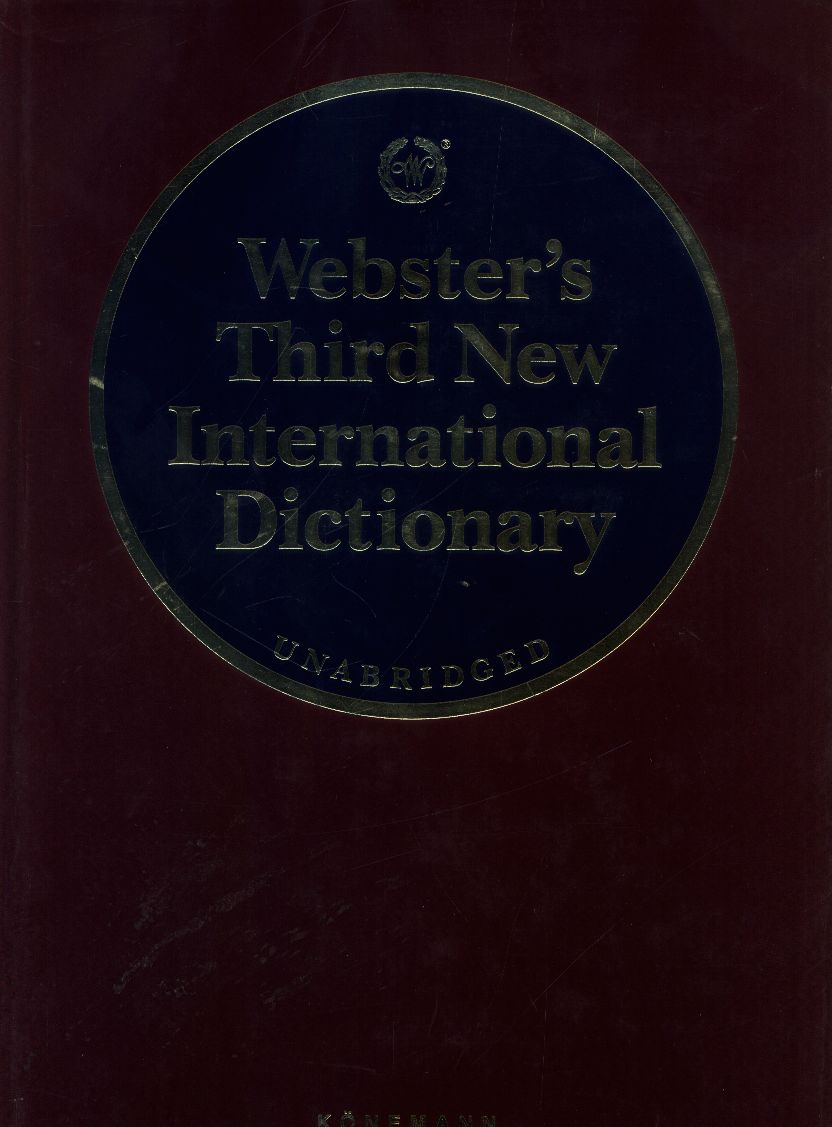 W®
Webster's
Third New
International
Dictionary
UNABRIDGED
KÖNEMANN